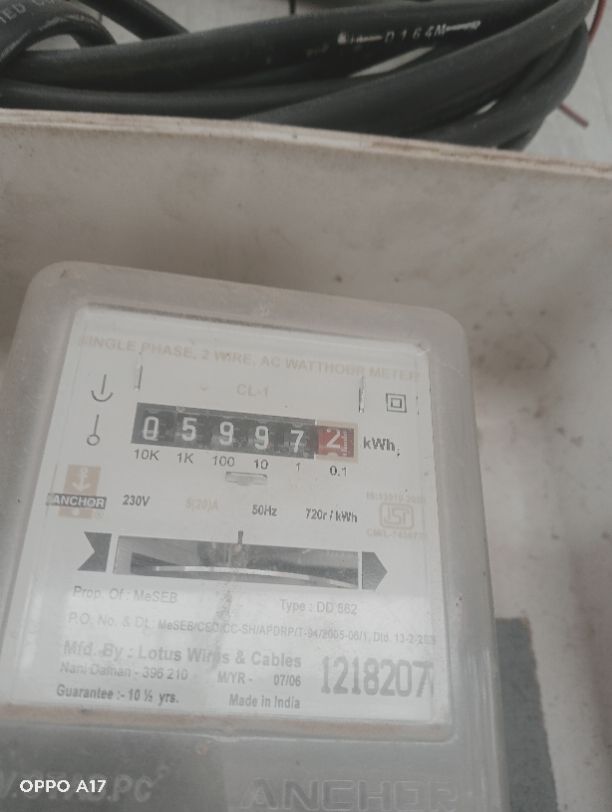 D 164M
SINGLE PHASE, 2 WIRE, AC WATTHOUR METER
CL-1
0 5 9 9 7 2 kWh
10K 1K 100 10 1 0.1
ANCHOR 230V 5(20)A 50Hz 720r/kWh
Prop. Of : MeSEB Type : DD 862
P.O. No. & Dt.: MeSEB/
Mfd. By : Lotus Wires & Cables
Nani Daman - 396 210 M/YR - 07/06 1218207
Guarantee :- 10 ½ yrs. Made in India
ANCHOR
OPPO A17